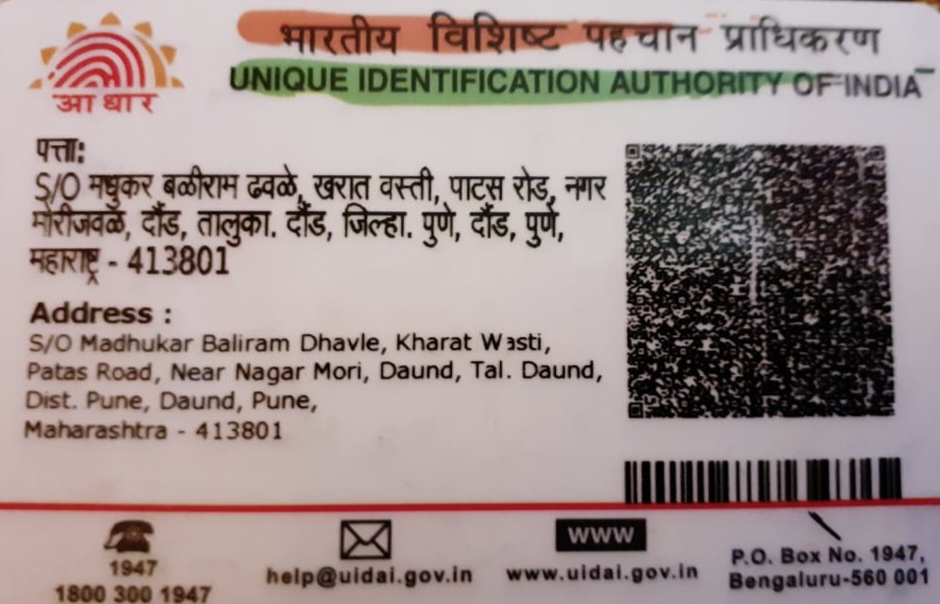 भारतीय विशिष्ट पहचान प्राधिकरण
UNIQUE IDENTIFICATION AUTHORITY OF INDIA
आधार
पत्ता:
S/O मधुकर बळीराम ढवळे, खरात वस्ती, पाटस रोड, नगर
मोरीजवळ, दौंड, तालुका. दौंड, जिल्हा. पुणे, दौंड, पुणे,
महाराष्ट्र - 413801
Address :
S/O Madhukar Baliram Dhavle, Kharat Wasti,
Patas Road, Near Nagar Mori, Daund, Tal. Daund,
Dist. Pune, Daund, Pune,
Maharashtra - 413801
1947
1800 300 1947
help@uidai.gov.in
WWW
www.uidai.gov.in
P.O. Box No. 1947,
Bengaluru-560 001